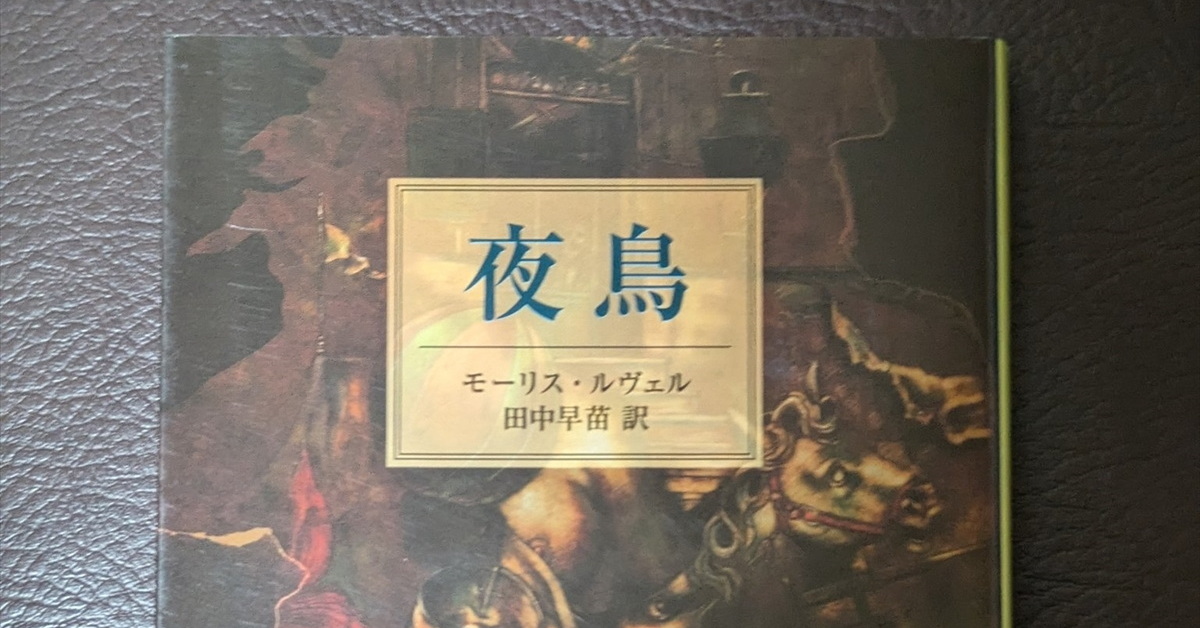 夜鳥
モーリス・ルヴェル
田中早苗 訳